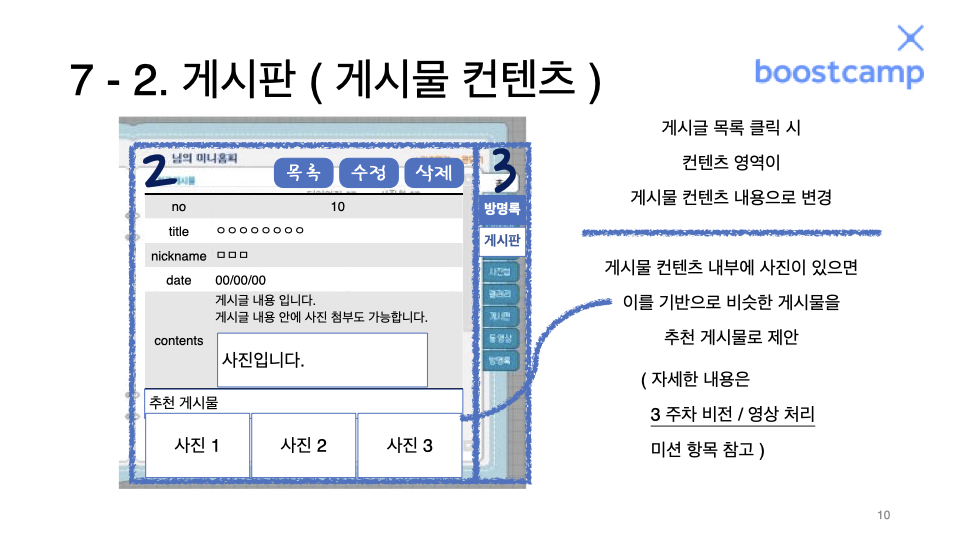 boostcamp
7 - 2. 게시판 ( 게시물 컨텐츠 )
2
님의 미니홈피
목록 수정 삭제
3
방명록
게시판
사진첩
갤러리
게시판
동영상
방명록
no 10
title ㅇㅇㅇㅇㅇㅇㅇㅇ
nickname ㅁㅁㅁ
date 00/00/00
contents
게시글 내용 입니다.
게시글 내용 안에 사진 첨부도 가능합니다.
사진입니다.
추천 게시물
사진 1 사진 2 사진 3
게시글 목록 클릭 시
컨텐츠 영역이
게시물 컨텐츠 내용으로 변경
게시물 컨텐츠 내부에 사진이 있으면
이를 기반으로 비슷한 게시물을
추천 게시물로 제안
( 자세한 내용은
3 주차 비전 / 영상 처리
미션 항목 참고 )
10